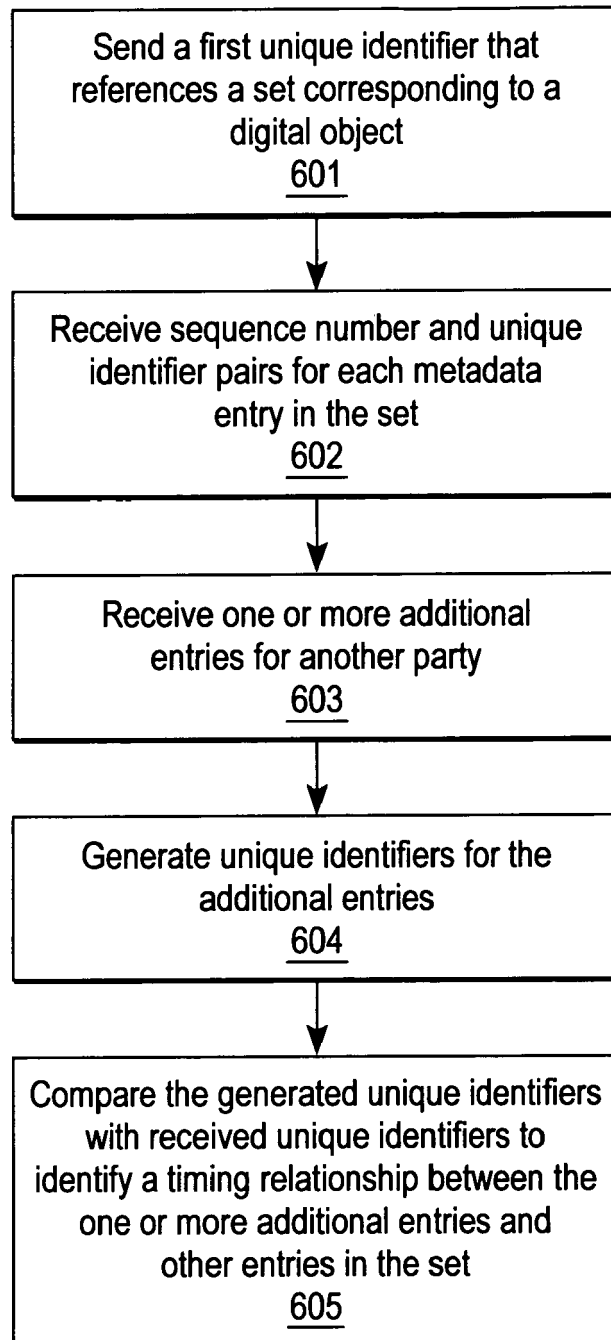 Send a first unique identifier that
references a set corresponding to a
digital object
601
Receive sequence number and unique
identifier pairs for each metadata
entry in the set
602
Receive one or more additional
entries for another party
603
Generate unique identifiers for the
additional entries
604
Compare the generated unique identifiers
with received unique identifiers to
identify a timing relationship between the
one or more additional entries and
other entries in the set
605